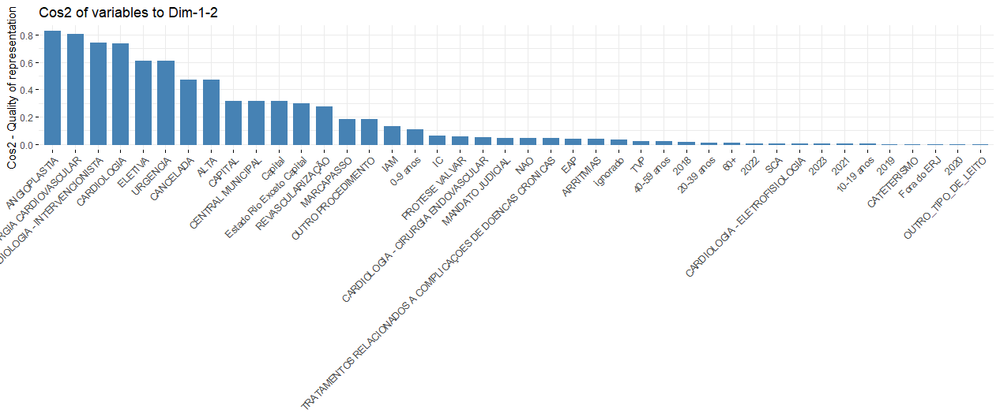 Cos2 of variables to Dim-1-2
Cos2 - Quality of representation
0.8
0.6
0.4
0.2
0.0
ANGIOPLASTIA
RGIA CARDIOVASCULAR
DIOLOGIA - INTERVENCIONISTA
CARDIOLOGIA
ELETIVA
URGENCIA
CANCELADA
ALTA
CAPITAL
CENTRAL MUNICIPAL
Capital
Estado Rio Exceto Capital
REVASCULARIZAÇÃO
MARCAPASSO
OUTRO PROCEDIMENTO
IAM
0-9 anos
IC
PROTESE VALVAR
CARDIOLOGIA - CIRURGIA ENDOVASCULAR
MANDATO JUDICIAL
NAO
TRATAMENTOS RELACIONADOS A COMPLICAÇOES DE DOENCAS CRONICAS
EAP
ARRITMIAS
Ignorado
TVP
40-59 anos
2018
20-39 anos
60+
2022
SCA
CARDIOLOGIA - ELETROFISIOLOGIA
2023
2021
10-19 anos
2019
CATETERISMO
Fora do ERJ
2020
OUTRO_TIPO_DE_LEITO